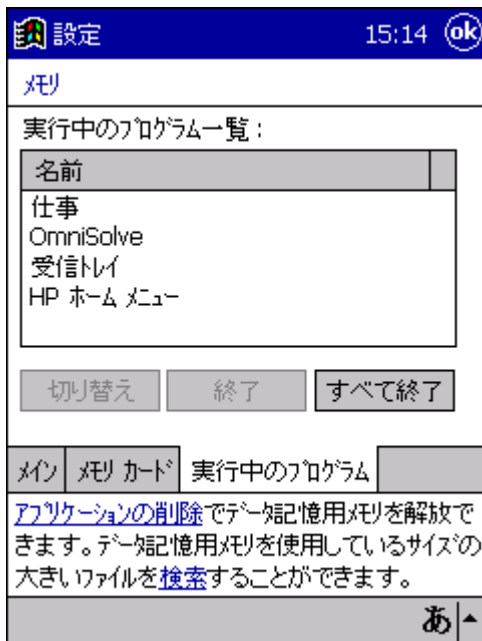 設定 15:14 ok
ﾒﾓﾘ
実行中のﾌﾟﾛｸﾞﾗﾑ一覧：
名前
仕事
OmniSolve
受信ﾄﾚｲ
HP ﾎｰﾑ ﾒﾆｭｰ
切り替え 終了 すべて終了
ﾒｲﾝ ﾒﾓﾘ ｶｰﾄﾞ 実行中のﾌﾟﾛｸﾞﾗﾑ
ｱﾌﾟﾘｹｰｼｮﾝの削除でﾃﾞｰﾀ記憶用ﾒﾓﾘを解放で
きます。ﾃﾞｰﾀ記憶用ﾒﾓﾘを使用しているｻｲｽﾞの
大きいﾌｧｲﾙを検索することができます。
あ